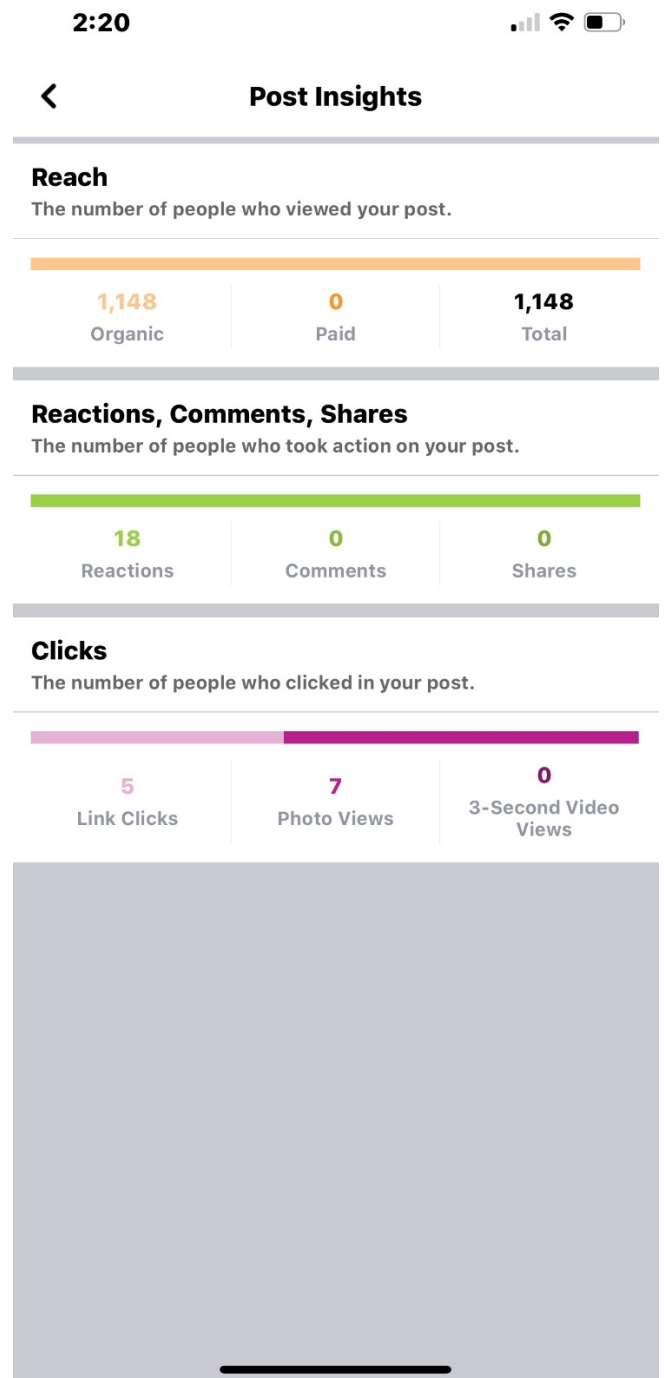 2:20
Post Insights
Reach
The number of people who viewed your post.
1,148 0 1,148
Organic Paid Total
Reactions, Comments, Shares
The number of people who took action on your post.
18 0 0
Reactions Comments Shares
Clicks
The number of people who clicked in your post.
5 7 0
Link Clicks Photo Views 3-Second Video
Views